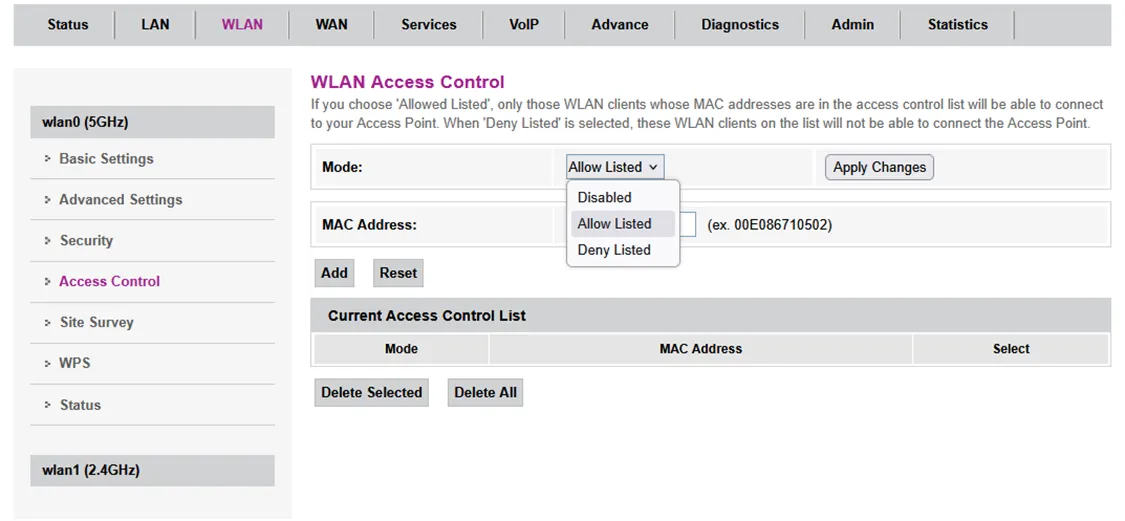 Status LAN WLAN WAN Services VoIP Advance Diagnostics Admin Statistics
wlan0 (5GHz)
Basic Settings
Advanced Settings
Security
Access Control
Site Survey
WPS
Status
wlan1 (2.4GHz)
WLAN Access Control
If you choose 'Allowed Listed', only those WLAN clients whose MAC addresses are in the access control list will be able to connect
to your Access Point. When 'Deny Listed' is selected, these WLAN clients on the list will not be able to connect the Access Point.
Mode: Allow Listed Apply Changes
Disabled
Allow Listed
Deny Listed
MAC Address: (ex. 00E086710502)
Add Reset
Current Access Control List
Mode MAC Address Select
Delete Selected Delete All